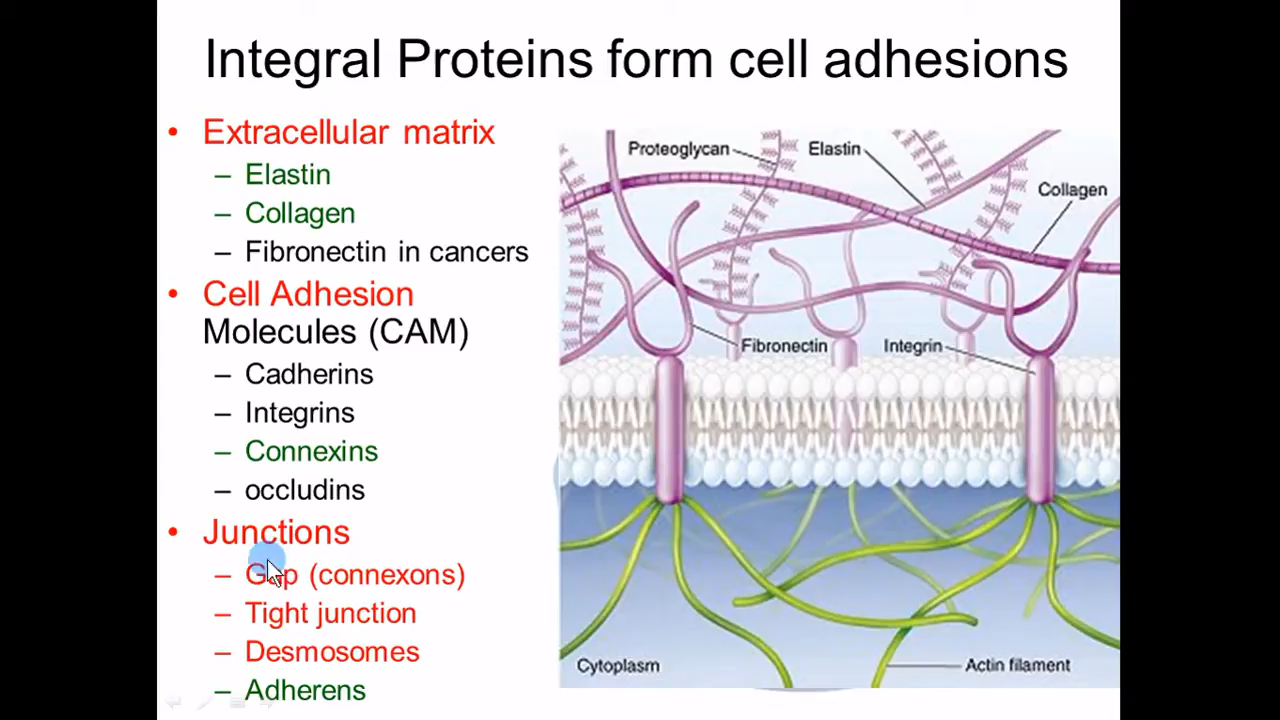 Integral Proteins form cell adhesions
• Extracellular matrix
– Elastin
– Collagen
– Fibronectin in cancers
• Cell Adhesion
Molecules (CAM)
– Cadherins
– Integrins
– Connexins
– occludins
• Junctions
– Gap (connexons)
– Tight junction
– Desmosomes
– Adherens
Proteoglycan
Elastin
Collagen
Fibronectin
Integrin
Cytoplasm
Actin filament